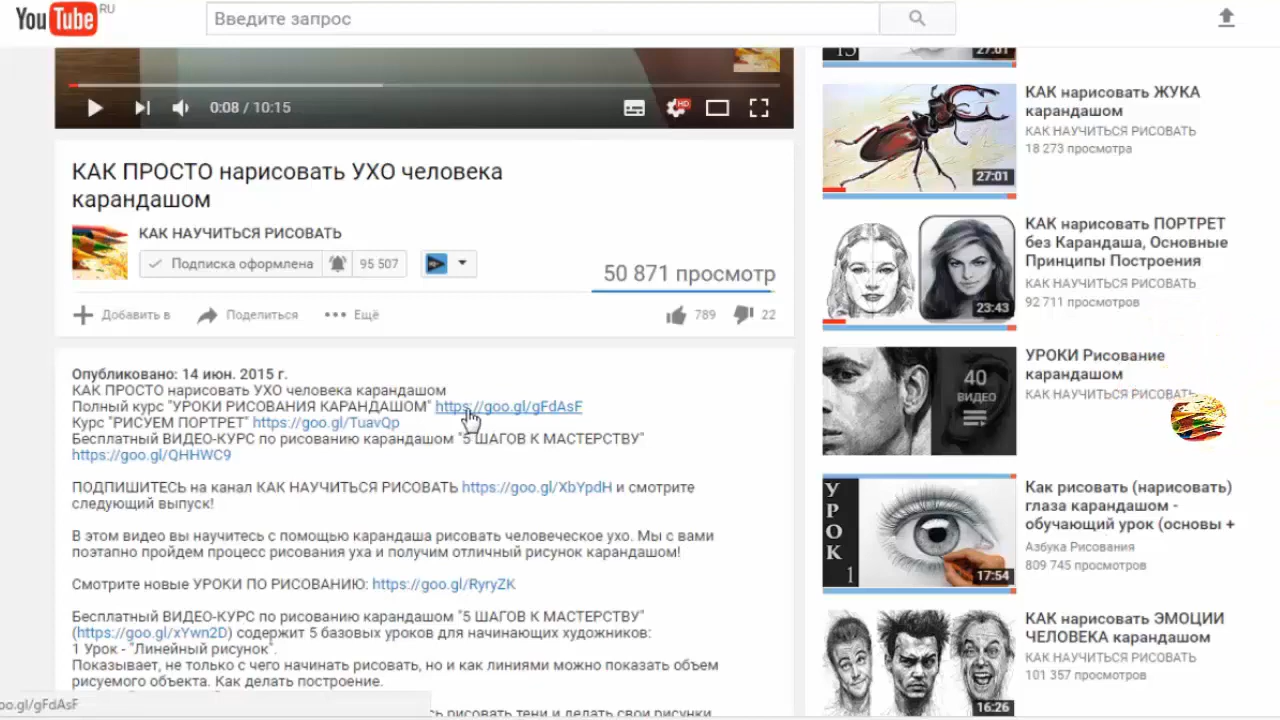 YouTube RU
Введите запрос
0:08 / 10:15
HD
КАК ПРОСТО нарисовать УХО человека
карандашом
КАК НАУЧИТЬСЯ РИСОВАТЬ
Подписка оформлена
95 507
50 871 просмотр
Добавить в
Поделиться
Ещё
789
22
Опубликовано: 14 июн. 2015 г.
КАК ПРОСТО нарисовать УХО человека карандашом
Полный курс "УРОКИ РИСОВАНИЯ КАРАНДАШОМ" https://goo.gl/gFdAsF
Курс "РИСУЕМ ПОРТРЕТ" https://goo.gl/TuavQp
Бесплатный ВИДЕО-КУРС по рисованию карандашом "5 ШАГОВ К МАСТЕРСТВУ"
https://goo.gl/QHHWC9
ПОДПИШИТЕСЬ на канал КАК НАУЧИТЬСЯ РИСОВАТЬ https://goo.gl/XbYpdH и смотрите
следующий выпуск!
В этом видео вы научитесь с помощью карандаша рисовать человеческое ухо. Мы с вами
поэтапно пройдем процесс рисования уха и получим отличный рисунок карандашом!
Смотрите новые УРОКИ ПО РИСОВАНИЮ: https://goo.gl/RyryZK
Бесплатный ВИДЕО-КУРС по рисованию карандашом "5 ШАГОВ К МАСТЕРСТВУ"
(https://goo.gl/xYwn2D) содержит 5 базовых уроков для начинающих художников:
1 Урок - "Линейный рисунок".
Показывает, не только с чего начинать рисовать, но и как линиями можно показать объем
рисуемого объекта. Как делать построение.
рисовать тени и делать свои рисунки
oo.gl/gFdAsF
15
27:01
КАК нарисовать ЖУКА
карандашом
КАК НАУЧИТЬСЯ РИСОВАТЬ
18 273 просмотра
27:01
КАК нарисовать ПОРТРЕТ
без Карандаша, Основные
Принципы Построения
КАК НАУЧИТЬСЯ РИСОВАТЬ
92 711 просмотров
23:43
УРОКИ Рисование
карандашом
КАК НАУЧИТЬСЯ РИСОВАТЬ
40
ВИДЕО
Как рисовать (нарисовать)
глаза карандашом -
обучающий урок (основы +
Азбука Рисования
809 745 просмотров
УРОК 1
17:54
КАК нарисовать ЭМОЦИИ
ЧЕЛОВЕКА карандашом
КАК НАУЧИТЬСЯ РИСОВАТЬ
101 357 просмотров
16:26